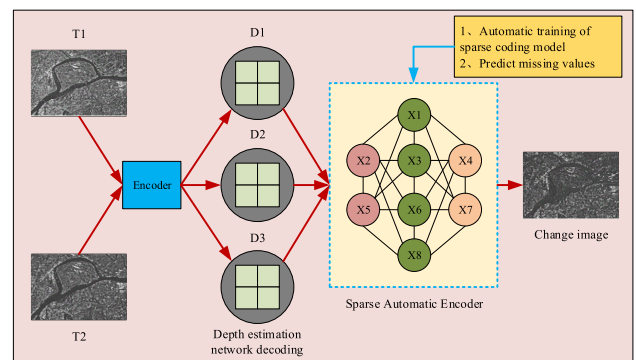 T1
D1
1、Automatic training of
sparse coding model
2、Predict missing values
X1
D2
X2
X3
X4
Encoder
X5
X6
X7
D3
X8
Change image
Sparse Automatic Encoder
T2
Depth estimation
network decoding